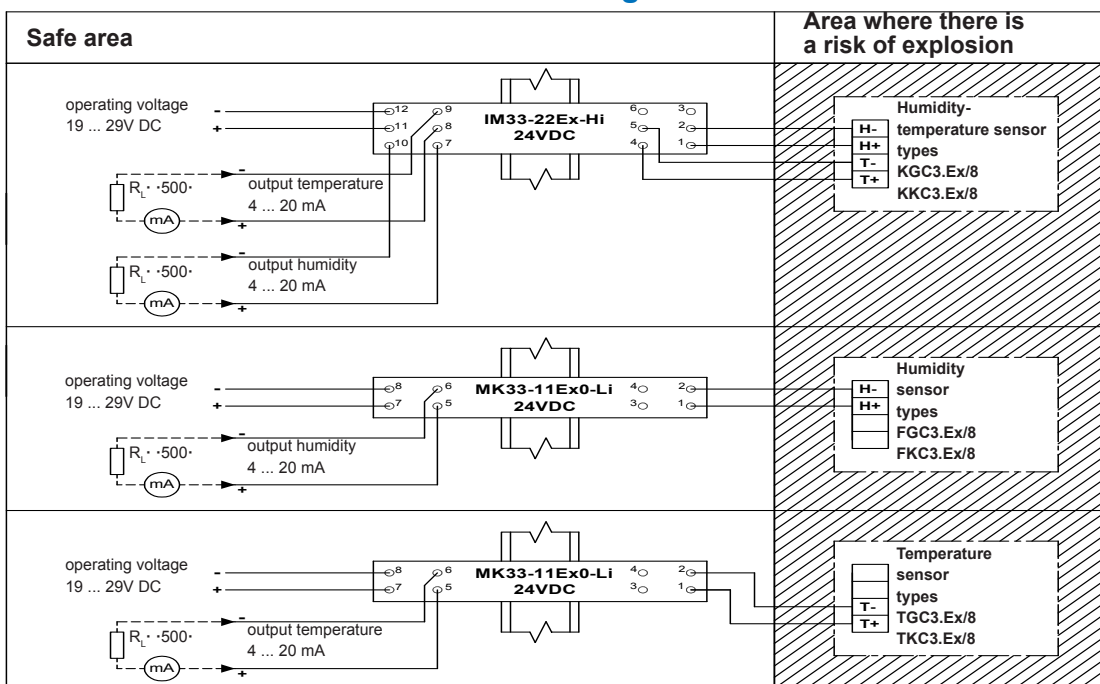 Safe area
Area where there is
a risk of explosion
operating voltage
19 ... 29V DC
-
+
12 9
11 8
10 7
IM33-22Ex-Hi
24VDC
6 3
5 2
4 1
Humidity-
temperature sensor
types
KGC3.Ex/8
KKC3.Ex/8
H-
H+
T-
T+
RL· ·500·
mA
-
output temperature
4 ... 20 mA
+
RL· ·500·
mA
-
output humidity
4 ... 20 mA
+
operating voltage
19 ... 29V DC
-
+
8 6
7 5
MK33-11Ex0-Li
24VDC
4 2
3 1
Humidity
sensor
types
FGC3.Ex/8
FKC3.Ex/8
H-
H+
RL· ·500·
mA
-
output humidity
4 ... 20 mA
+
operating voltage
19 ... 29V DC
-
+
8 6
7 5
MK33-11Ex0-Li
24VDC
4 2
3 1
Temperature
sensor
types
TGC3.Ex/8
TKC3.Ex/8
T-
T+
RL· ·500·
mA
-
output temperature
4 ... 20 mA
+